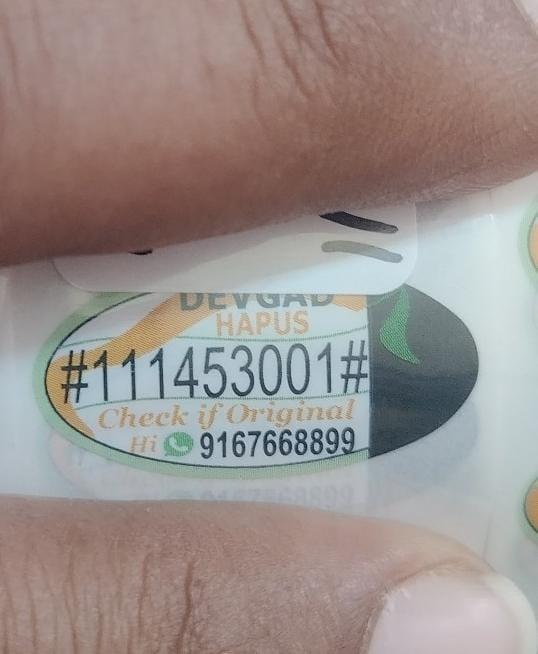 DEVGAD
HAPUS
#111453001#
Check if Original
Hi 9167668899